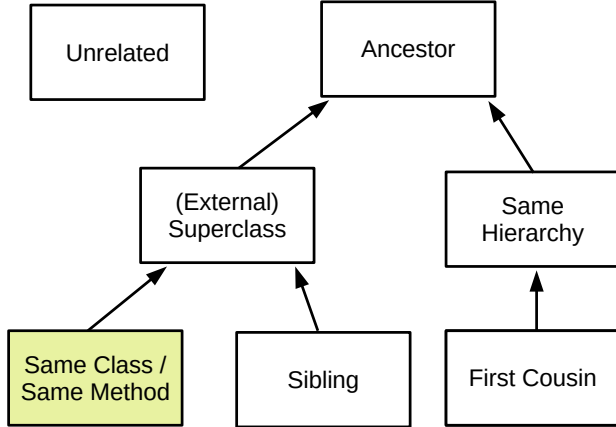 Unrelated
Ancestor
(External)
Superclass
Same
Hierarchy
Same Class /
Same Method
Sibling
First Cousin